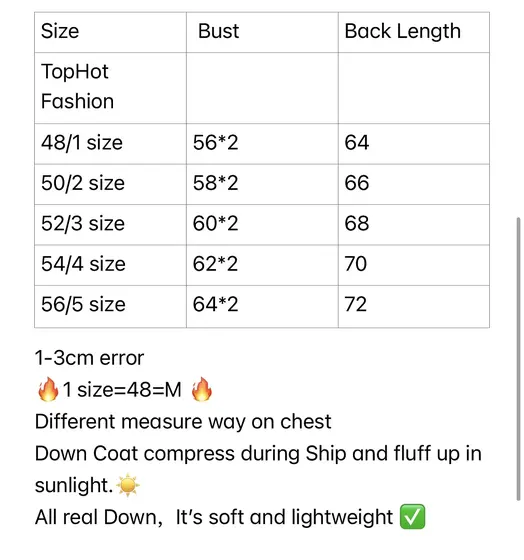 Size Bust Back Length
TopHot
Fashion
48/1 size 56*2 64
50/2 size 58*2 66
52/3 size 60*2 68
54/4 size 62*2 70
56/5 size 64*2 72
1-3cm error
🔥1 size=48=M 🔥
Different measure way on chest
Down Coat compress during Ship and fluff up in
sunlight.☀️
All real Down，It's soft and lightweight ✅